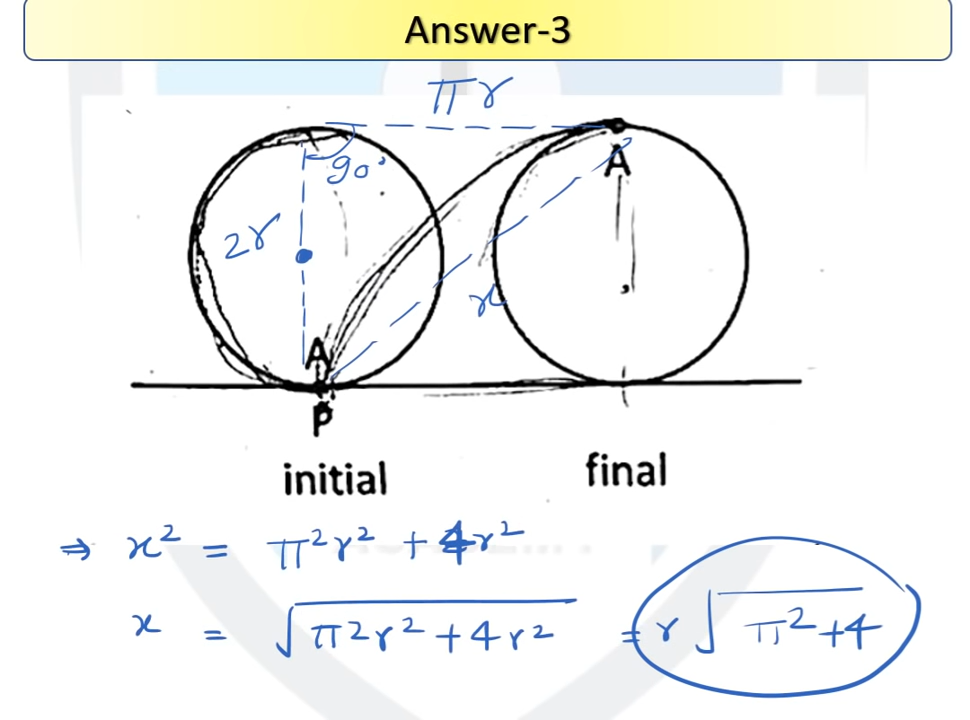 Answer-3
πr
90°
A
2r
x
A
P
initial
final
⇒ x² = π²r² + 4r²
x = √π2r² + 4r² = r√π² + 4